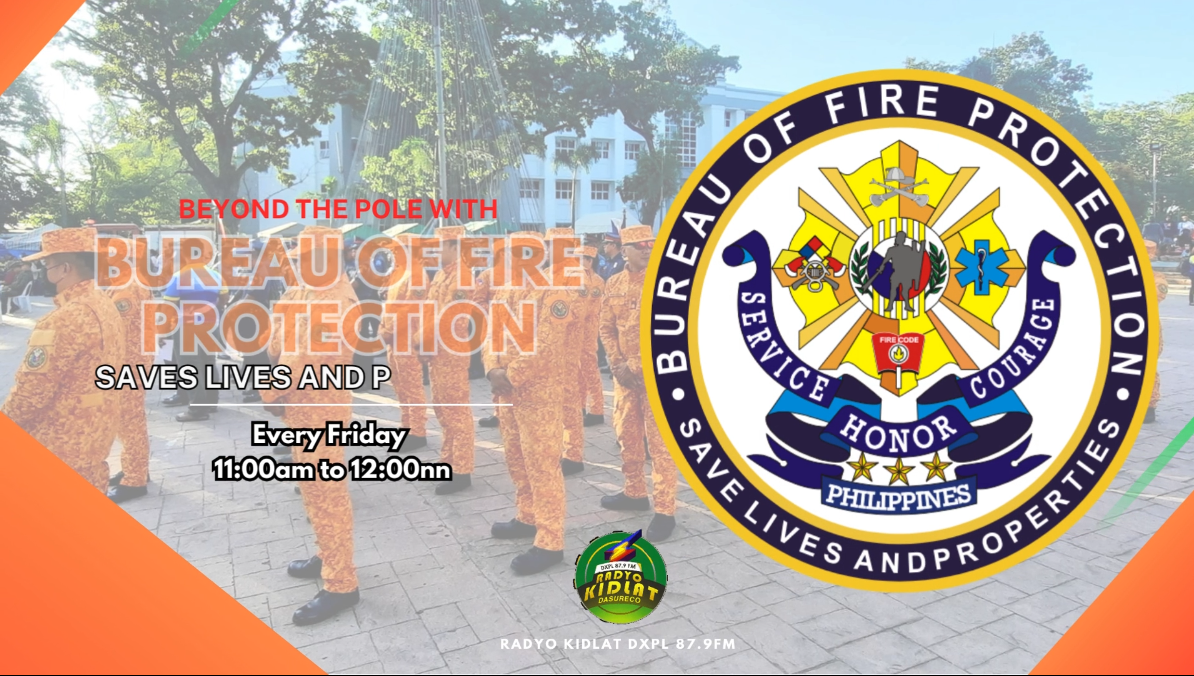 BEYOND THE POLE WITH
BUREAU OF FIRE
PROTECTION
SAVES LIVES AND P
Every Friday
11:00am to 12:00nn
BUREAU OF FIRE PROTECTION
FIRE CODE
SERVICE
HONOR
COURAGE
PHILIPPINES
• SAVE LIVES ANDPROPERTIES •
DXPL 87.9 FM
RADYO
KIDLAT
DASURECO
RADYO KIDLAT DXPL 87.9FM